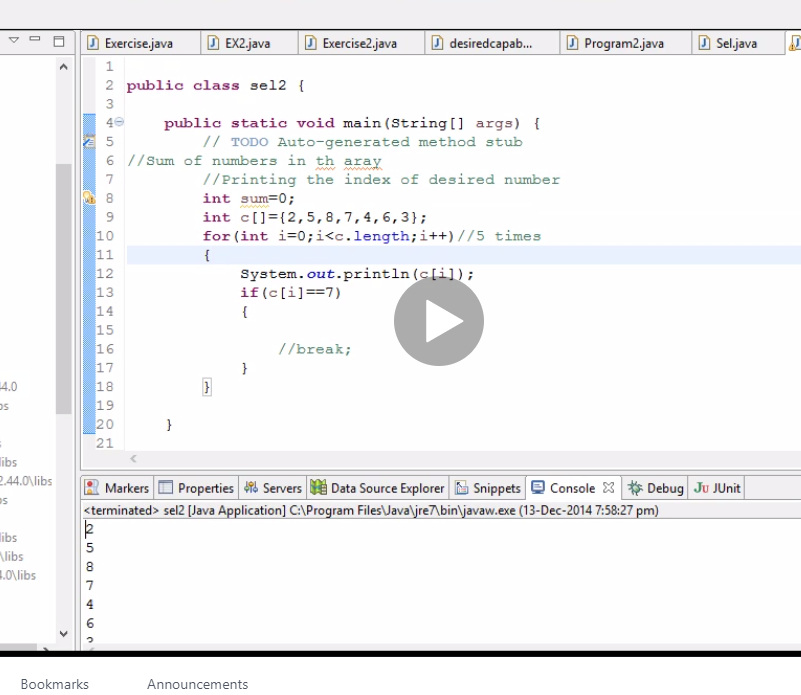 Exercise.java EX2.java Exercise2.java desiredcapab... Program2.java Sel.java
1
2 public class sel2 {
3
4 public static void main(String[] args) {
5 // TODO Auto-generated method stub
6 //Sum of numbers in th aray
7 //Printing the index of desired number
8 int sum=0;
9 int c[]={2,5,8,7,4,6,3};
10 for(int i=0;i<c.length;i++)//5 times
11 {
12 System.out.println(c[i]);
13 if(c[i]==7)
14 {
15
16 //break;
17 }
18 }
19
20 }
21
44.0
libs
2.44.0\libs
libs
\libs
4.0\libs
Markers Properties Servers Data Source Explorer Snippets Console Debug JUnit
<terminated> sel2 [Java Application] C:\Program Files\Java\jre7\bin\javaw.exe (13-Dec-2014 7:58:27 pm)
2
5
8
7
4
6
3
Bookmarks Announcements